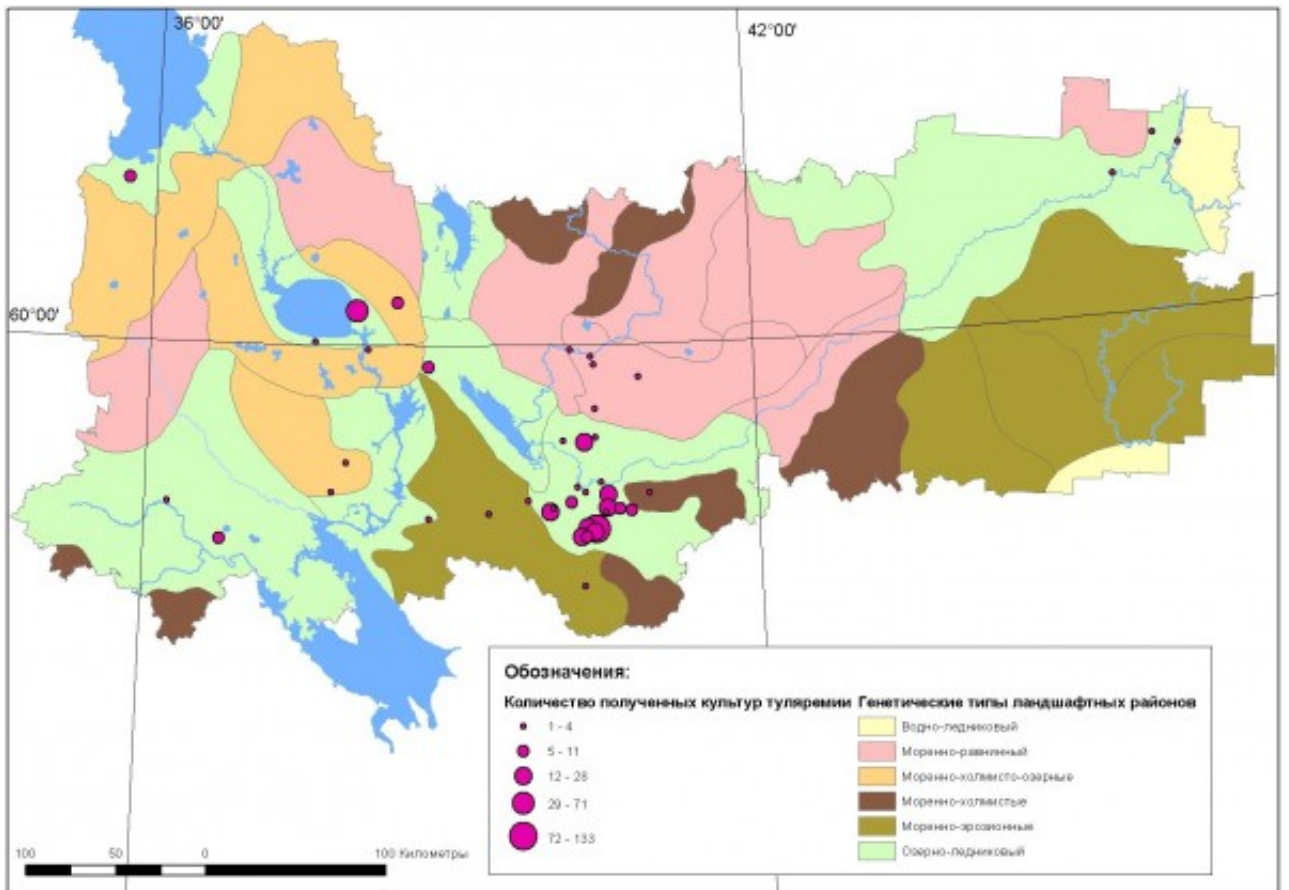 36°00'
42°00'
60°00'
Обозначения:
Количество полученных культур туляремии
1 - 4
5 - 11
12 - 28
29 - 71
72 - 133
Генетические типы ландшафтных районов
Водно-ледниковый
Моренно-равнинный
Моренно-холмисто-озерные
Моренно-холмистые
Моренно-эрозионные
Озерно-ледниковый
100 50 0 100 Километры